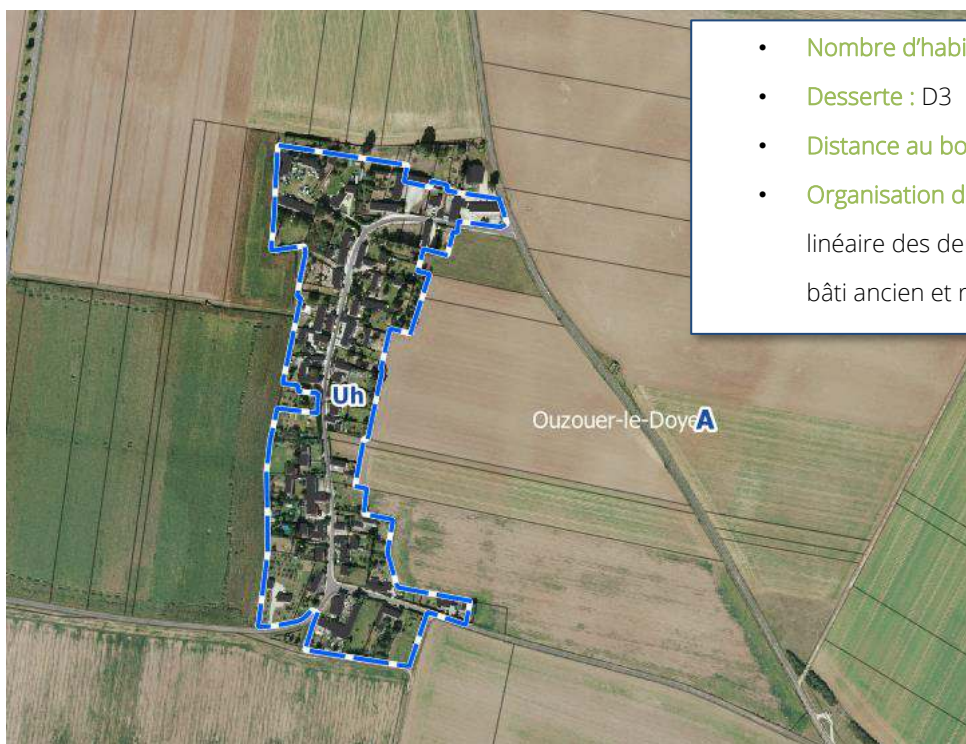 • Nombre d'habi
• Desserte : D3
• Distance au bo
• Organisation d
linéaire des de
bâti ancien et r
Uh
Ouzouer-le-Doye
A